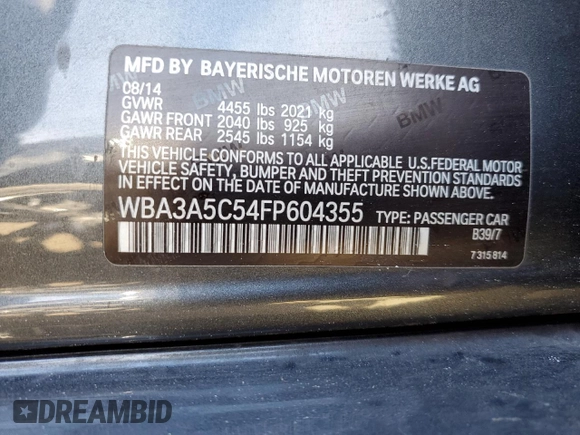 MFD BY BAYERISCHE MOTOREN WERKE AG
08/14
GVWR 4455 lbs 2021 kg
GAWR FRONT 2040 lbs 925 kg
GAWR REAR 2545 lbs 1154 kg
THIS VEHICLE CONFORMS TO ALL APPLICABLE U.S.FEDERAL MOTOR
VEHICLE SAFETY, BUMPER AND THEFT PREVENTION STANDARDS
IN EFFECT ON THE DATE OF MANUFACTURE SHOWN ABOVE.
WBA3A5C54FP604355 TYPE: PASSENGER CAR
B39/7
7 315 814
DREAMBID